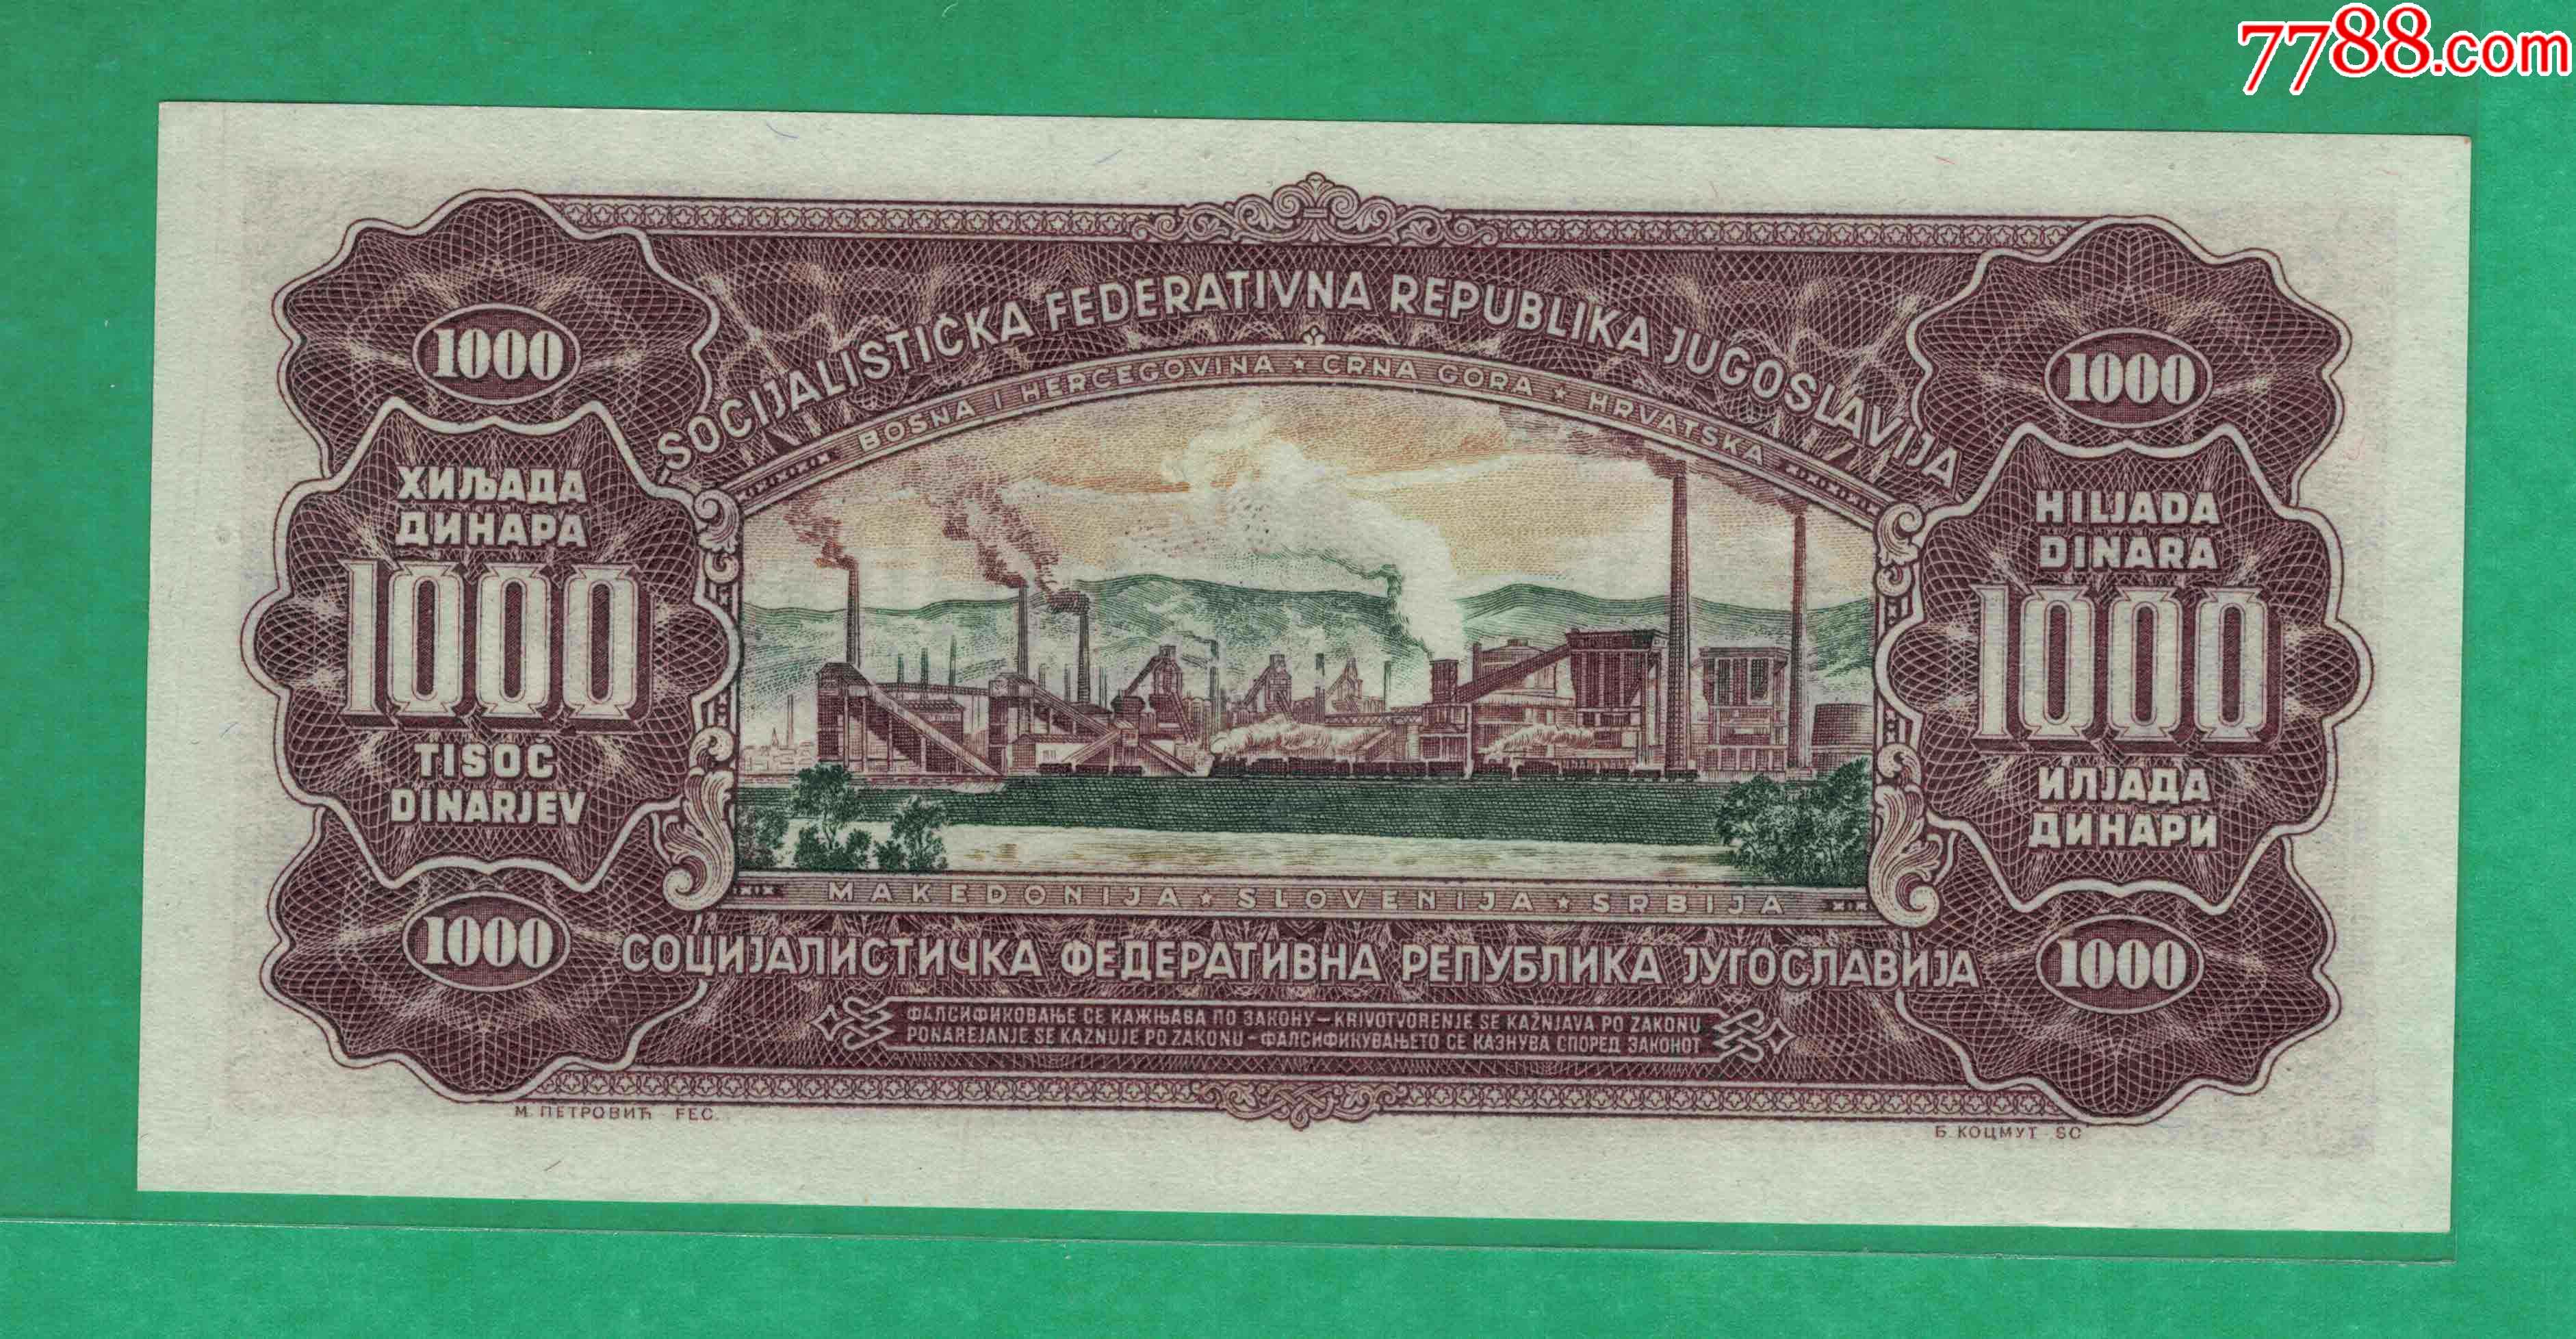 7788.com
SOCIJALISTIČKA FEDERATIVNA REPUBLIKA JUGOSLAVIJA
BOSNA I HERCEGOVINA ★ CRNA GORA ★ HRVATSKA
1000
1000
ХИЉАДА
ДИНАРА
1000
TISOČ
DINARJEV
HILJADA
DINARA
1000
ИЛЈАДА
ДИНАРИ
MAKEDONIJA ★ SLOVENIJA ★ SRBIJA
1000
СОЦИЈАЛИСТИЧКА ФЕДЕРАТИВНА РЕПУБЛИКА ЈУГОСЛАВИЈА
1000
ФАЛСИФИКОВАЊЕ СЕ КАЖЊАВА ПО ЗАКОНУ – KRIVOTVORENJE SE KAŽNJAVA PO ZAKONU
PONAREJANJE SE KAZNUJE PO ZAKONU – ФАЛСИФИКУВАЊЕТО СЕ КАЗНУВА СПОРЕД ЗАКОНОТ
М. ПЕТРОВИЋ - FEC.
Б. КОЦМУТ - SC